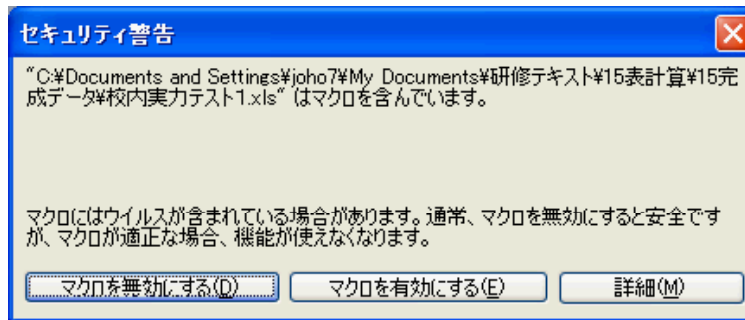 セキュリティ警告
"C:¥Documents and Settings¥joho7¥My Documents¥研修テキスト¥15表計算¥15完
成データ¥校内実力テスト1.xls" はマクロを含んでいます。
マクロにはウイルスが含まれている場合があります。通常、マクロを無効にすると安全です
が、マクロが適正な場合、機能が使えなくなります。
マクロを無効にする(D) マクロを有効にする(E) 詳細(M)